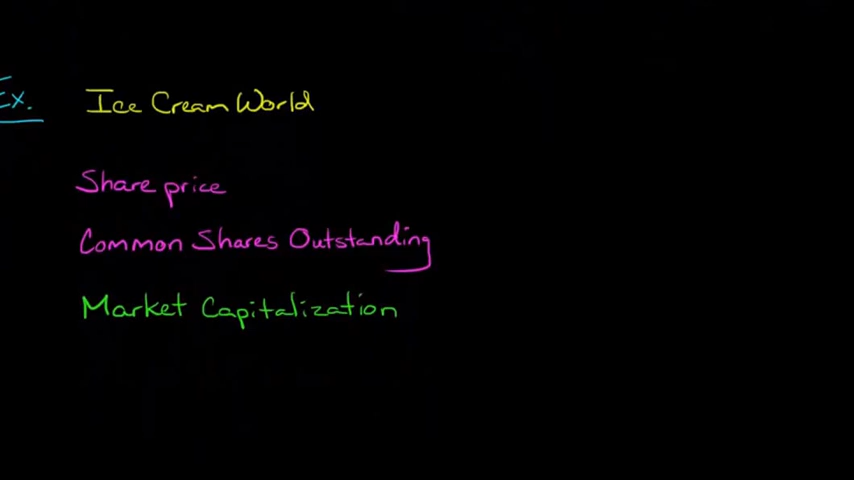 Ex.
Ice Cream World
Share price
Common Shares Outstanding
Market Capitalization